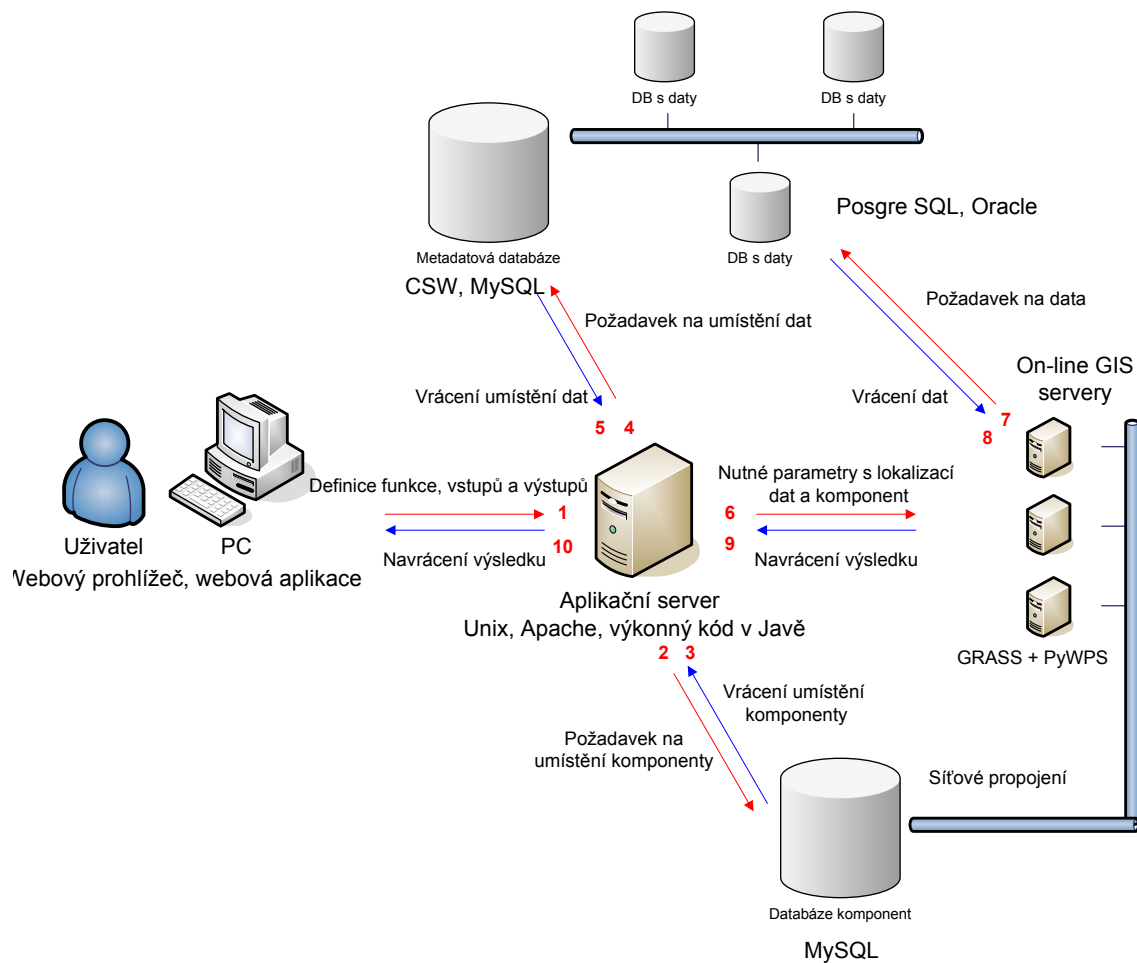 DB s daty
DB s daty
Metadatová databáze
CSW, MySQL
DB s daty
Posgre SQL, Oracle
Požadavek na umístění dat
Požadavek na data
Vrácení umístění dat
5 4
Vrácení dat
7
8
On-line GIS
servery
Definice funkce, vstupů a výstupů
1
10
Navrácení výsledku
Uživatel
PC
Webový prohlížeč, webová aplikace
Nutné parametry s lokalizací
dat a komponent
6
9
Navrácení výsledku
Aplikační server
Unix, Apache, výkonný kód v Javě
GRASS + PyWPS
2 3
Vrácení umístění
komponenty
Požadavek na
umístění komponenty
Síťové propojení
Databáze komponent
MySQL